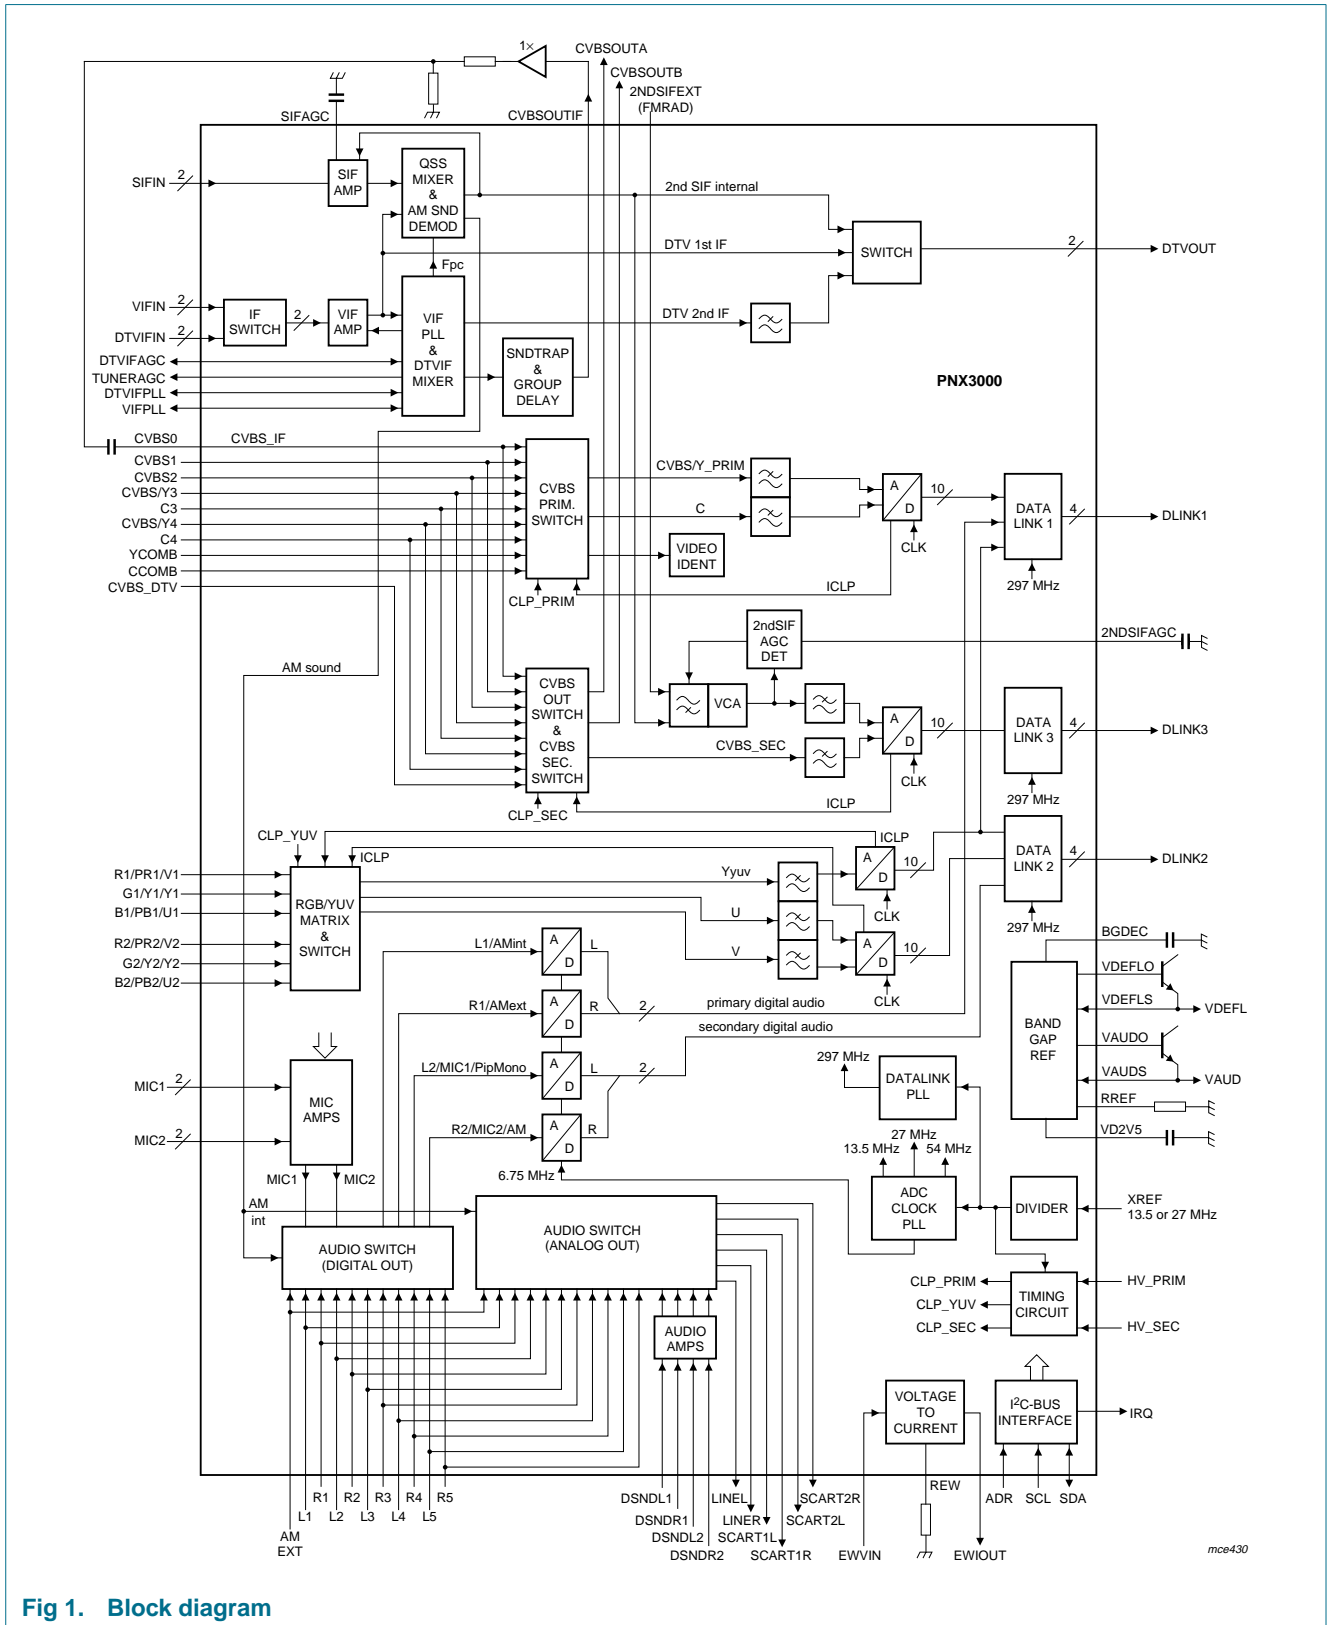 1×
CVBSOUTA
CVBSOUTB
2NDSIFEXT
(FMRAD)
SIFAGC
CVBSOUTIF
SIFIN
2
SIF
AMP
QSS
MIXER
&
AM SND
DEMOD
2nd SIF internal
DTV 1st IF
SWITCH
2
DTVOUT
Fpc
VIFIN
2
DTVIFIN
2
IF
SWITCH
2
VIF
AMP
VIF
PLL
&
DTVIF
MIXER
DTV 2nd IF
DTVIFAGC
TUNERAGC
DTVIFPLL
VIFPLL
SNDTRAP
&
GROUP
DELAY
PNX3000
CVBS0
CVBS_IF
CVBS1
CVBS2
CVBS/Y3
C3
CVBS/Y4
C4
YCOMB
CCOMB
CVBS_DTV
CVBS
PRIM.
SWITCH
CVBS/Y_PRIM
C
VIDEO
IDENT
A
D
10
CLK
DATA
LINK 1
4
DLINK1
297 MHz
CLP_PRIM
ICLP
2ndSIF
AGC
DET
2NDSIFAGC
AM sound
CVBS
OUT
SWITCH
&
CVBS
SEC.
SWITCH
VCA
CVBS_SEC
A
D
10
CLK
DATA
LINK 3
4
DLINK3
297 MHz
CLP_SEC
ICLP
CLP_YUV
ICLP
ICLP
R1/PR1/V1
G1/Y1/Y1
B1/PB1/U1
R2/PR2/V2
G2/Y2/Y2
B2/PB2/U2
RGB/YUV
MATRIX
&
SWITCH
Yyuv
U
V
A
D
10
CLK
A
D
10
CLK
DATA
LINK 2
4
DLINK2
297 MHz
L1/AMint
A
D
L
R1/AMext
A
D
R
2
primary digital audio
secondary digital audio
L2/MIC1/PipMono
A
D
L
2
R2/MIC2/AM
A
D
R
6.75 MHz
BGDEC
VDEFLO
VDEFLS
VDEFL
BAND
GAP
REF
VAUDO
VAUDS
VAUD
RREF
VD2V5
MIC1
2
MIC2
2
MIC
AMPS
MIC1
MIC2
297 MHz
DATALINK
PLL
27 MHz
13.5 MHz
54 MHz
ADC
CLOCK
PLL
DIVIDER
XREF
13.5 or 27 MHz
AM
int
AUDIO SWITCH
(DIGITAL OUT)
AUDIO SWITCH
(ANALOG OUT)
AUDIO
AMPS
CLP_PRIM
CLP_YUV
CLP_SEC
TIMING
CIRCUIT
HV_PRIM
HV_SEC
VOLTAGE
TO
CURRENT
I²C-BUS
INTERFACE
IRQ
AM
EXT
L1
R1
L2
R2
L3
R3
L4
R4
L5
R5
DSNDL1
DSNDR1
DSNDL2
DSNDR2
LINEL
LINER
SCART1L
SCART1R
SCART2L
SCART2R
EWVIN
REW
EWIOUT
ADR
SCL
SDA
mce430
Fig 1. Block diagram